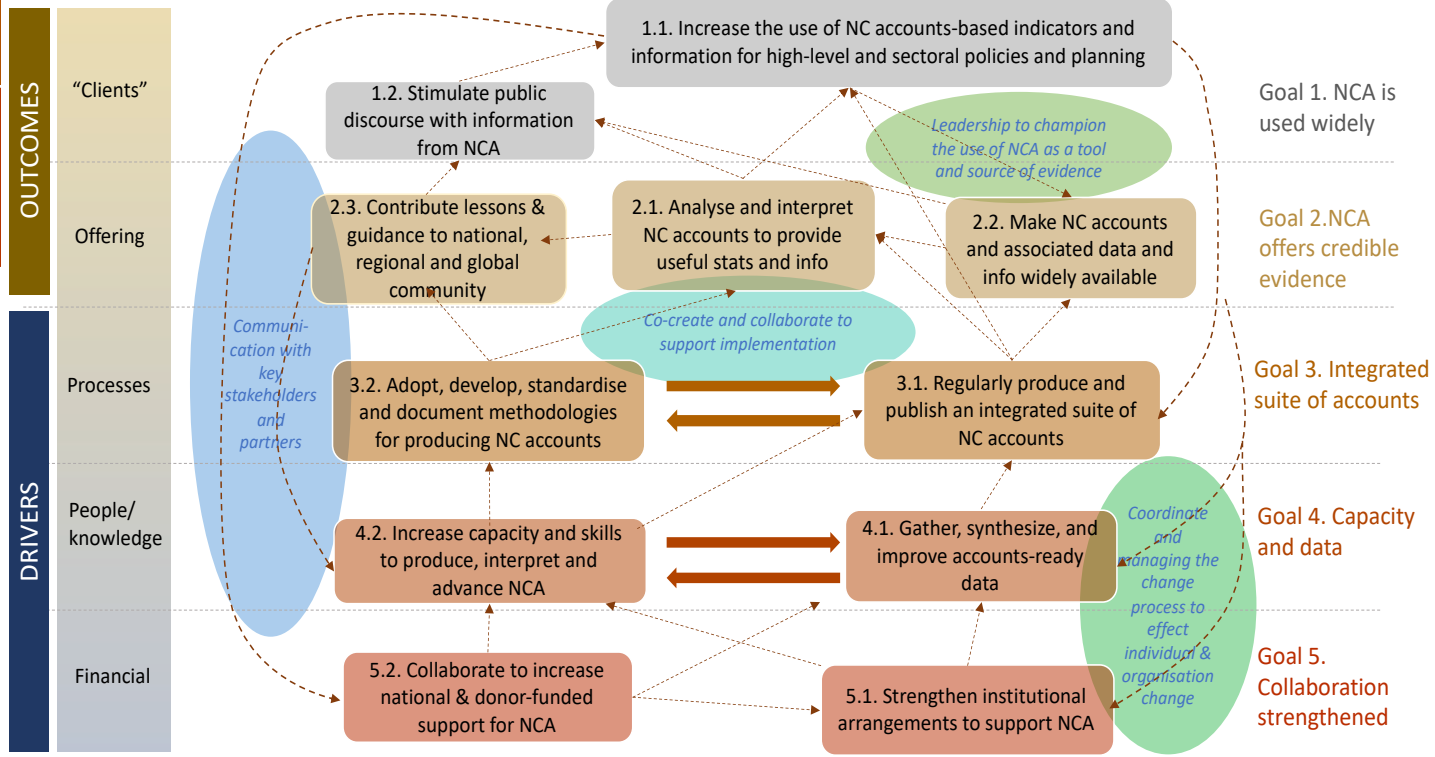 OUTCOMES
DRIVERS
“Clients”
Offering
Processes
People/
knowledge
Financial
1.1. Increase the use of NC accounts-based indicators and
information for high-level and sectoral policies and planning
1.2. Stimulate public
discourse with information
from NCA
Leadership to champion
the use of NCA as a tool
and source of evidence
Goal 1. NCA is
used widely
2.3. Contribute lessons &
guidance to national,
regional and global
community
2.1. Analyse and interpret
NC accounts to provide
useful stats and info
2.2. Make NC accounts
and associated data and
info widely available
Goal 2.NCA
offers credible
evidence
Communi-
cation with
key
stakeholders
and
partners
Co-create and collaborate to
support implementation
3.2. Adopt, develop, standardise
and document methodologies
for producing NC accounts
3.1. Regularly produce and
publish an integrated suite of
NC accounts
Goal 3. Integrated
suite of accounts
4.2. Increase capacity and skills
to produce, interpret and
advance NCA
4.1. Gather, synthesize, and
improve accounts-ready
data
Coordinate
and
managing the
change
process to
effect
individual &
organisation
change
Goal 4. Capacity
and data
5.2. Collaborate to increase
national & donor-funded
support for NCA
5.1. Strengthen institutional
arrangements to support NCA
Goal 5.
Collaboration
strengthened